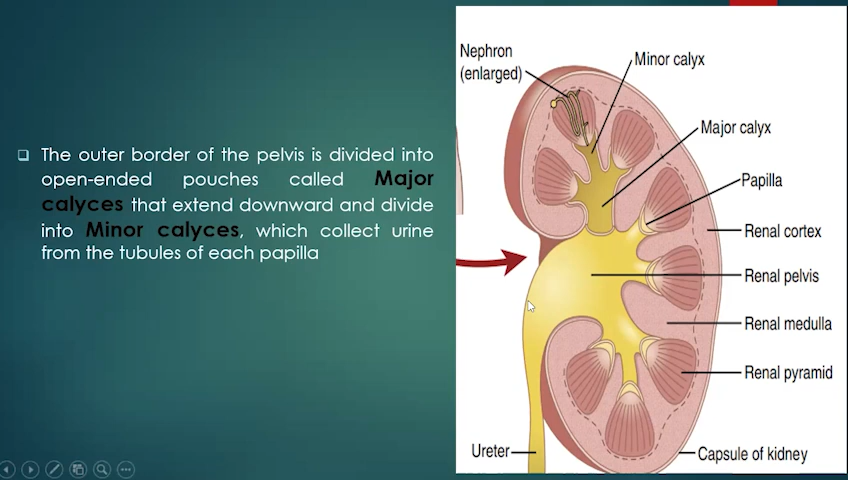 The outer border of the pelvis is divided into
open-ended pouches called Major
calyces that extend downward and divide
into Minor calyces, which collect urine
from the tubules of each papilla
Nephron
(enlarged)
Minor calyx
Major calyx
Papilla
Renal cortex
Renal pelvis
Renal medulla
Renal pyramid
Ureter
Capsule of kidney